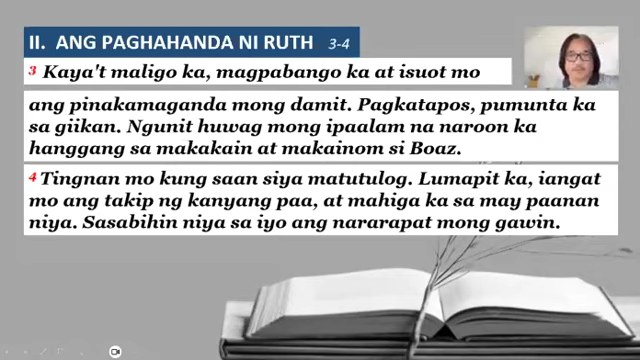 II. ANG PAGHAHANDA NI RUTH 3-4
3 Kaya't maligo ka, magpabango ka at isuot mo
ang pinakamaganda mong damit. Pagkatapos, pumunta ka
sa giikan. Ngunit huwag mong ipaalam na naroon ka
hanggang sa makakain at makainom si Boaz.
4 Tingnan mo kung saan siya matutulog. Lumapit ka, iangat
mo ang takip ng kanyang paa, at mahiga ka sa may paanan
niya. Sasabihin niya sa iyo ang nararapat mong gawin.